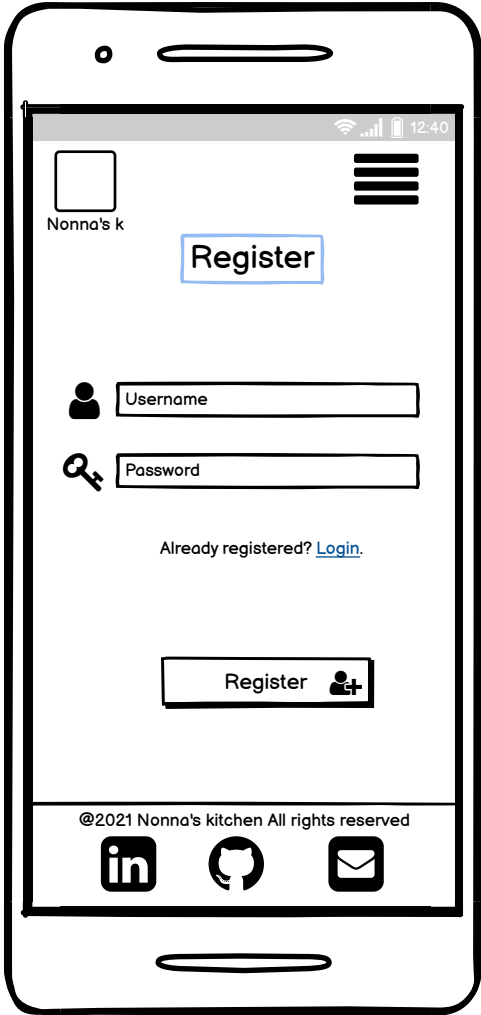 12:40
Nonna's k
Register
Username
Password
Already registered? Login.
Register
@2021 Nonna's kitchen All rights reserved
in